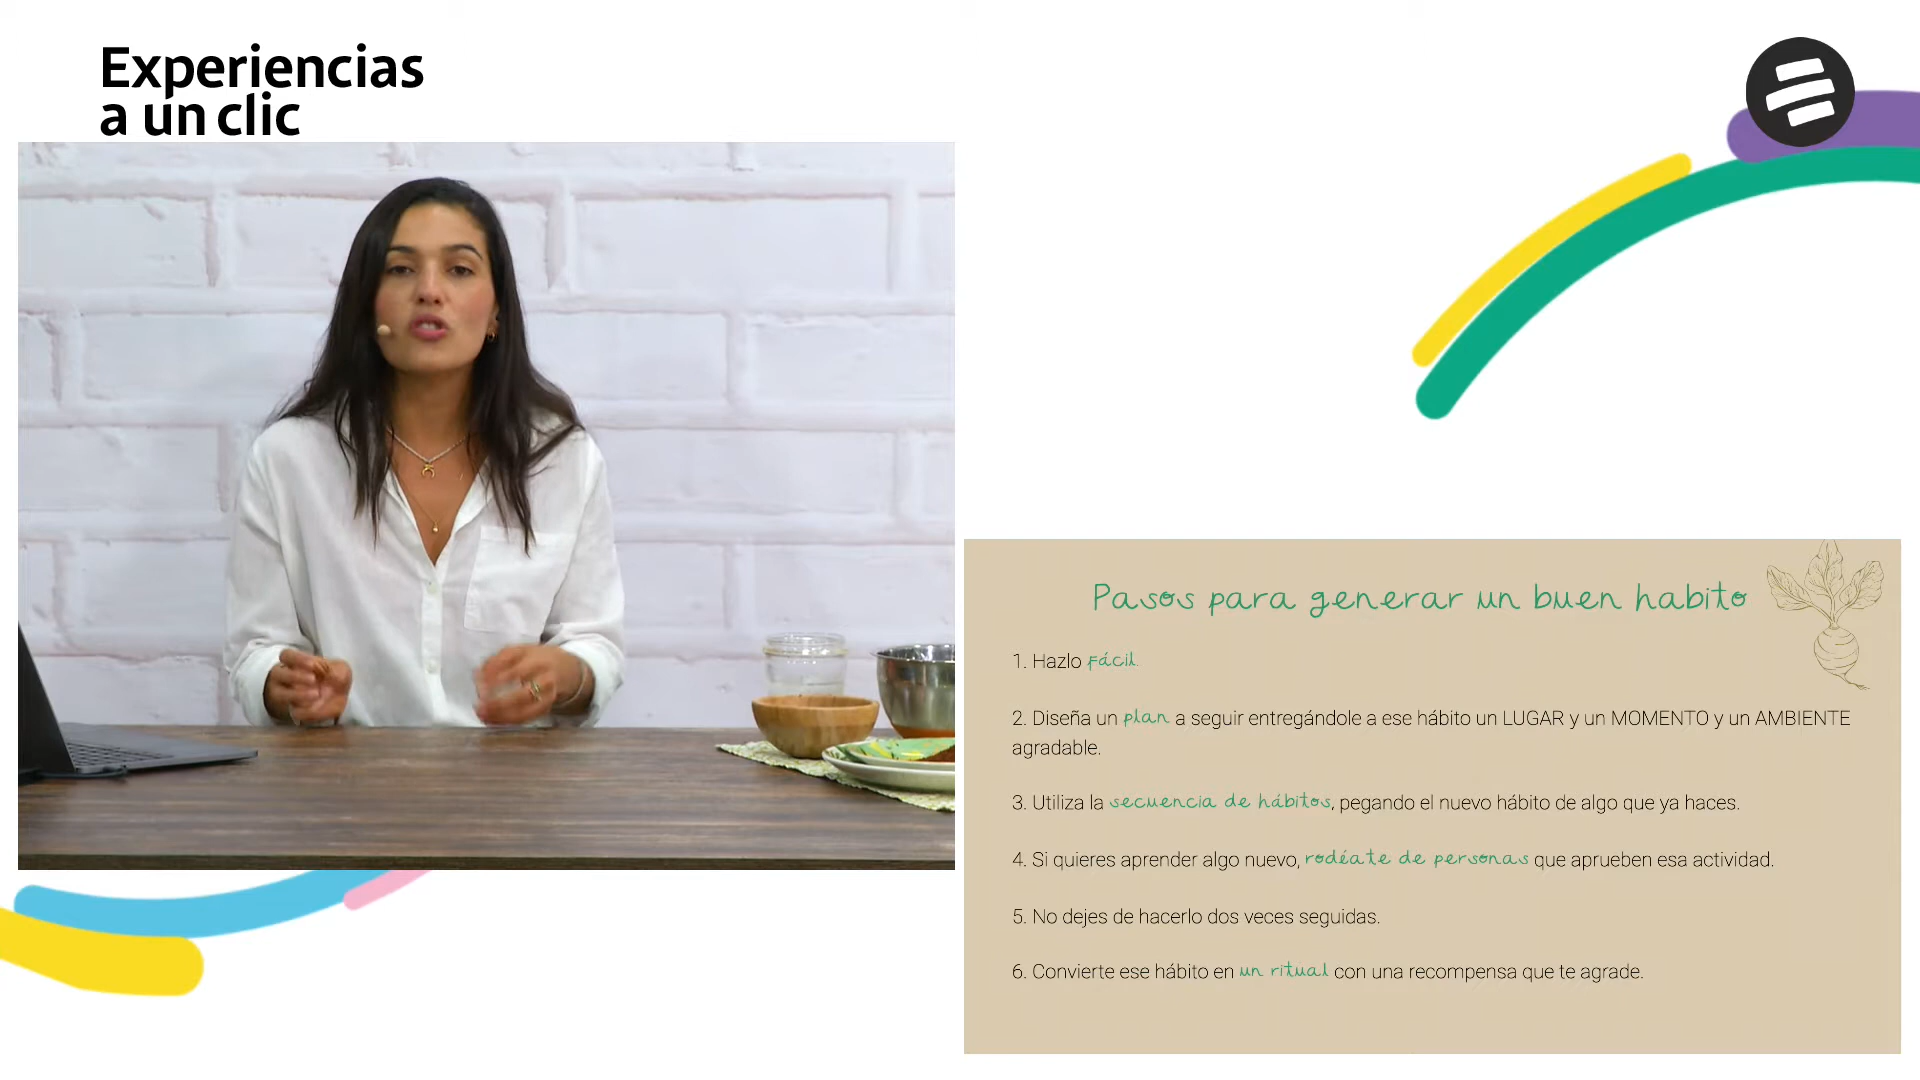 Experiencias
a un clic
Pasos para generar un buen habito
1. Hazlo Fácil.
2. Diseña un plan a seguir entregándole a ese hábito un LUGAR y un MOMENTO y un AMBIENTE
agradable.
3. Utiliza la secuencia de hábitos, pegando el nuevo hábito de algo que ya haces.
4. Si quieres aprender algo nuevo, rodéate de personas que aprueben esa actividad.
5. No dejes de hacerlo dos veces seguidas.
6. Convierte ese hábito en un ritual con una recompensa que te agrade.